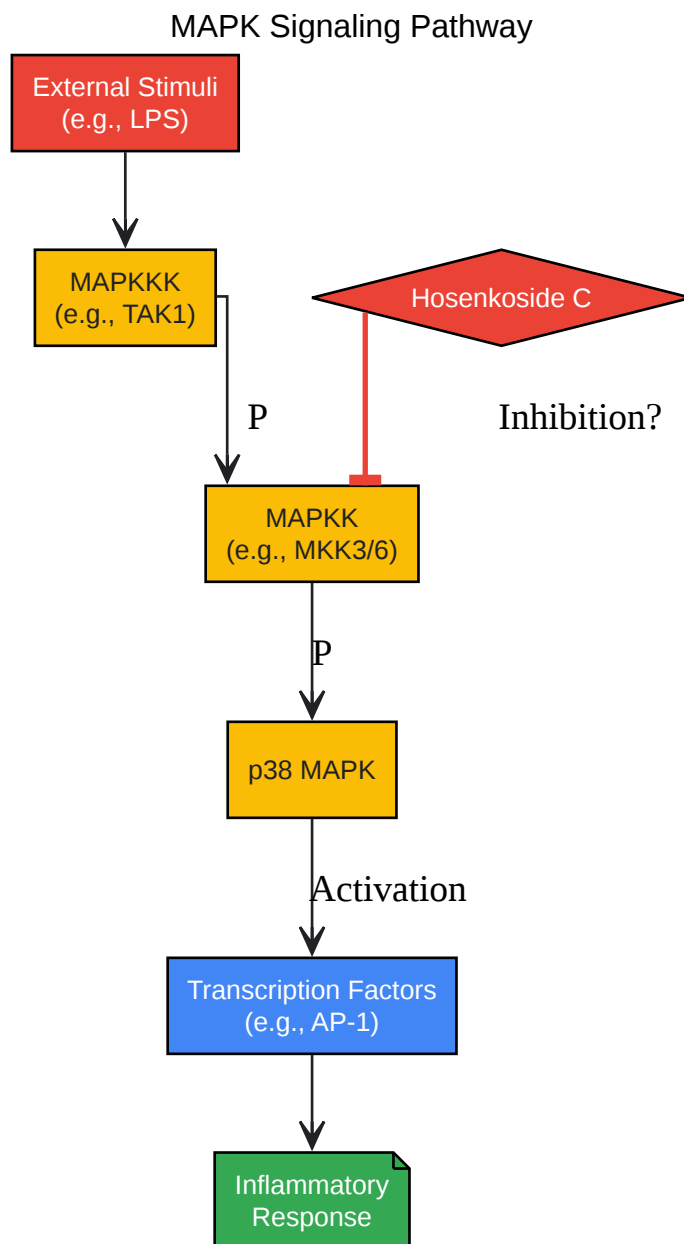 MAPK Signaling Pathway
External Stimuli
(e.g., LPS)
MAPKKK
(e.g., TAK1)
Hosenkoside C
P
Inhibition?
MAPKK
(e.g., MKK3/6)
P
p38 MAPK
Activation
Transcription Factors
(e.g., AP-1)
Inflammatory
Response